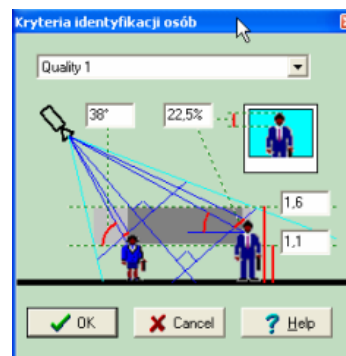 Kryteria identyfikacji osób
Quality 1
38°
22,5%
1,6
1,1
OK
Cancel
Help